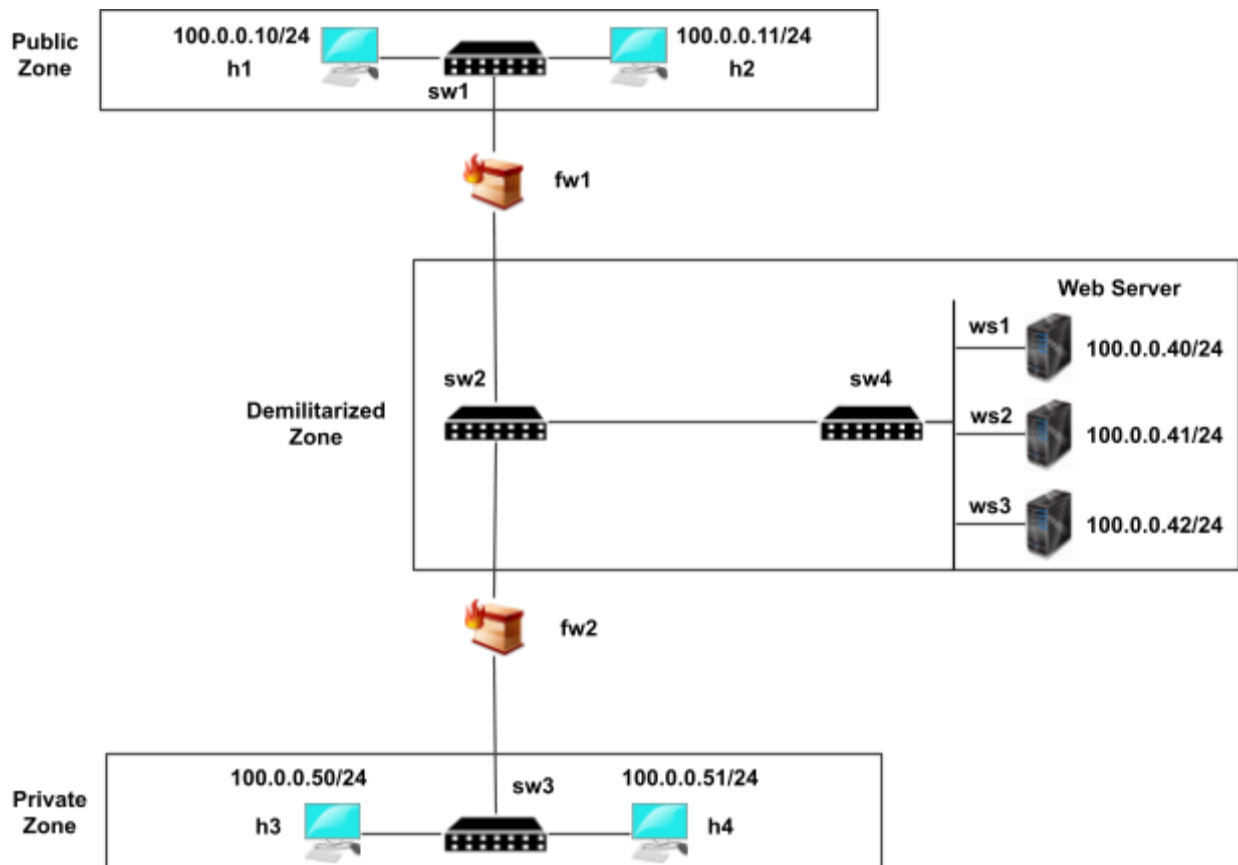 Public
Zone
100.0.0.10/24
h1
100.0.0.11/24
h2
sw1
fw1
Web Server
ws1
100.0.0.40/24
sw2
sw4
Demilitarized
Zone
ws2
100.0.0.41/24
ws3
100.0.0.42/24
fw2
100.0.0.50/24
sw3
100.0.0.51/24
Private
Zone
h3
h4